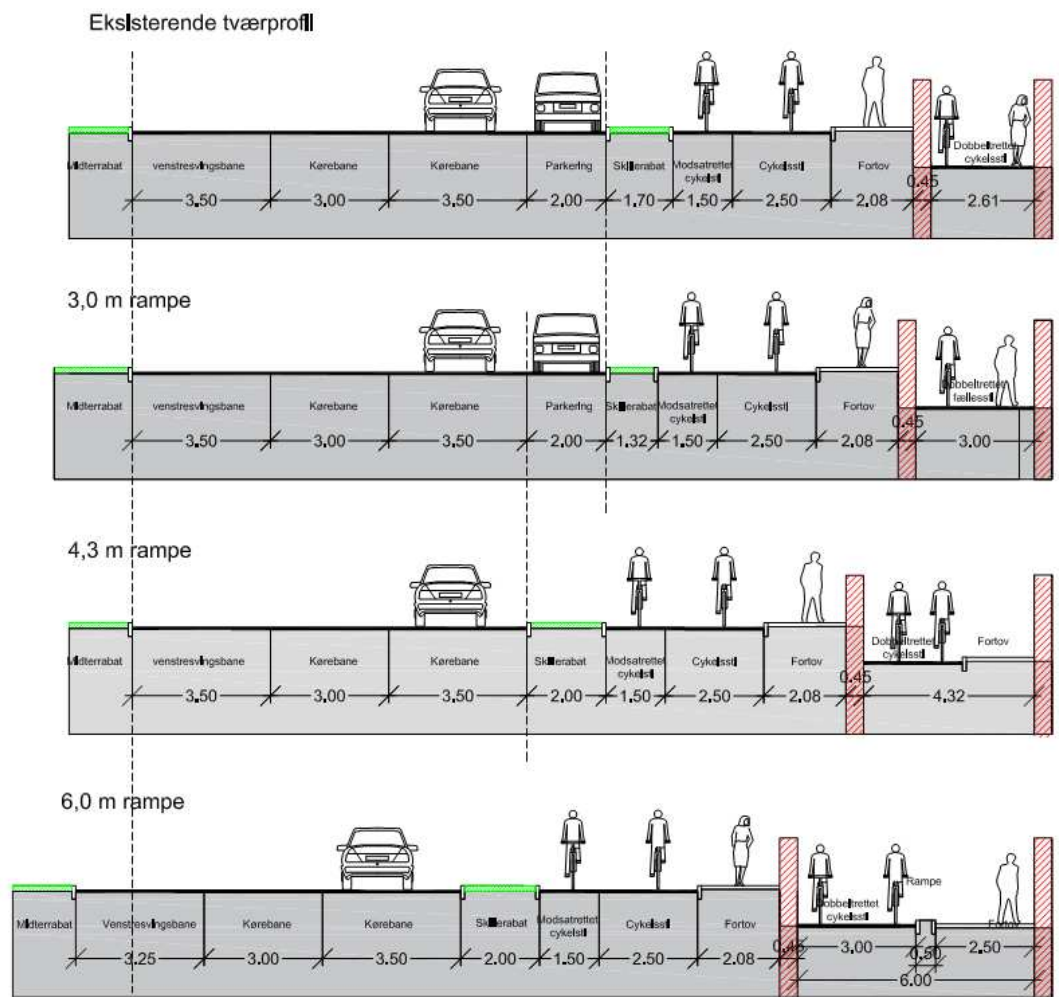 Eksisterende tværprofil
Midterrabat venstresvingsbane Kørebane Kørebane Parkering Skillerabat Modsatrettet cykelsti Cykelssti Fortov Dobbeltrettet cykelssti
3.50 3.00 3.50 2.00 1.70 1.50 2.50 2.08 0.45 2.61
3,0 m rampe
Midterrabat venstresvingsbane Kørebane Kørebane Parkering Skillerabat Modsatrettet cykelsti Cykelssti Fortov Dobbeltrettet fællessti
3.50 3.00 3.50 2.00 1.32 1.50 2.50 2.08 0.45 3.00
4,3 m rampe
Midterrabat venstresvingsbane Kørebane Kørebane Skillerabat Modsatrettet cykelsti Cykelssti Fortov Dobbeltrettet cykelssti Fortov
3.50 3.00 3.50 2.00 1.50 2.50 2.08 0.45 4.32
6,0 m rampe
Midterrabat Venstresvingsbane Kørebane Kørebane Skillerabat Modsatrettet cykelsti Cykelssti Fortov Dobbeltrettet cykelssti Rampe Fortov
3.25 3.00 3.50 2.00 1.50 2.50 2.08 0.45 3.00 0.50 2.50
6.00